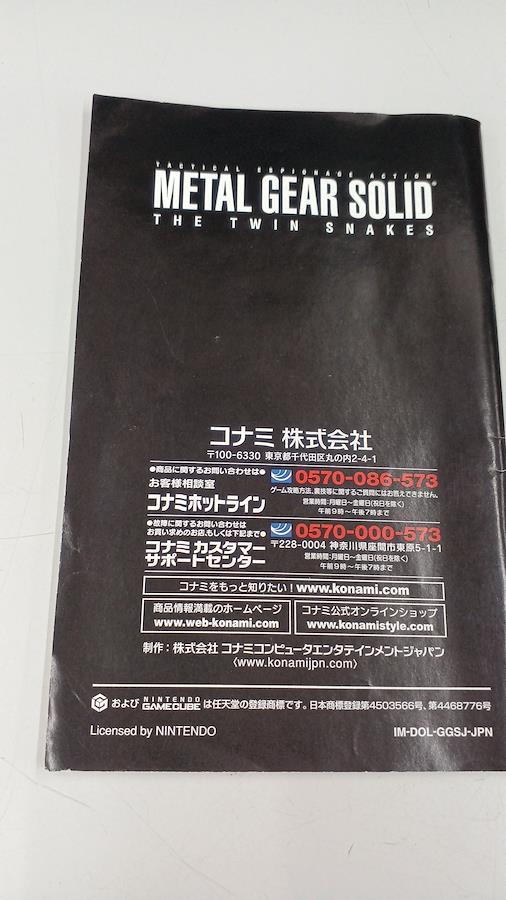 TACTICAL ESPIONAGE ACTION
METAL GEAR SOLID®
THE TWIN SNAKES
コナミ 株式会社
〒100-6330 東京都千代田区丸の内2-4-1
●商品に関するお問い合わせは●
お客様相談室
コナミホットライン
0570-086-573
ゲーム攻略方法、裏技等に関するご質問にはお答えできません。
営業時間:月曜日〜金曜日(祝日を除く)
午前9時〜午後7時まで
●故障に関するお問い合わせは
お買い求めのお店、もしくは下記まで●
コナミ カスタマー
サポートセンター
0570-000-573
〒228-0004 神奈川県座間市東原5-1-1
営業時間:月曜日〜金曜日(祝日を除く)
午前9時〜午後7時まで
コナミをもっと知りたい!www.konami.com
商品情報満載のホームページ
www.web-konami.com
コナミ公式オンラインショップ
www.konamistyle.com
制作:株式会社 コナミコンピュータエンタテインメントジャパン
〈www.konamijpn.com〉
および NINTENDO GAMECUBE は任天堂の登録商標です。日本商標登録第4503566号、第4468776号
Licensed by NINTENDO
IM-DOL-GGSJ-JPN